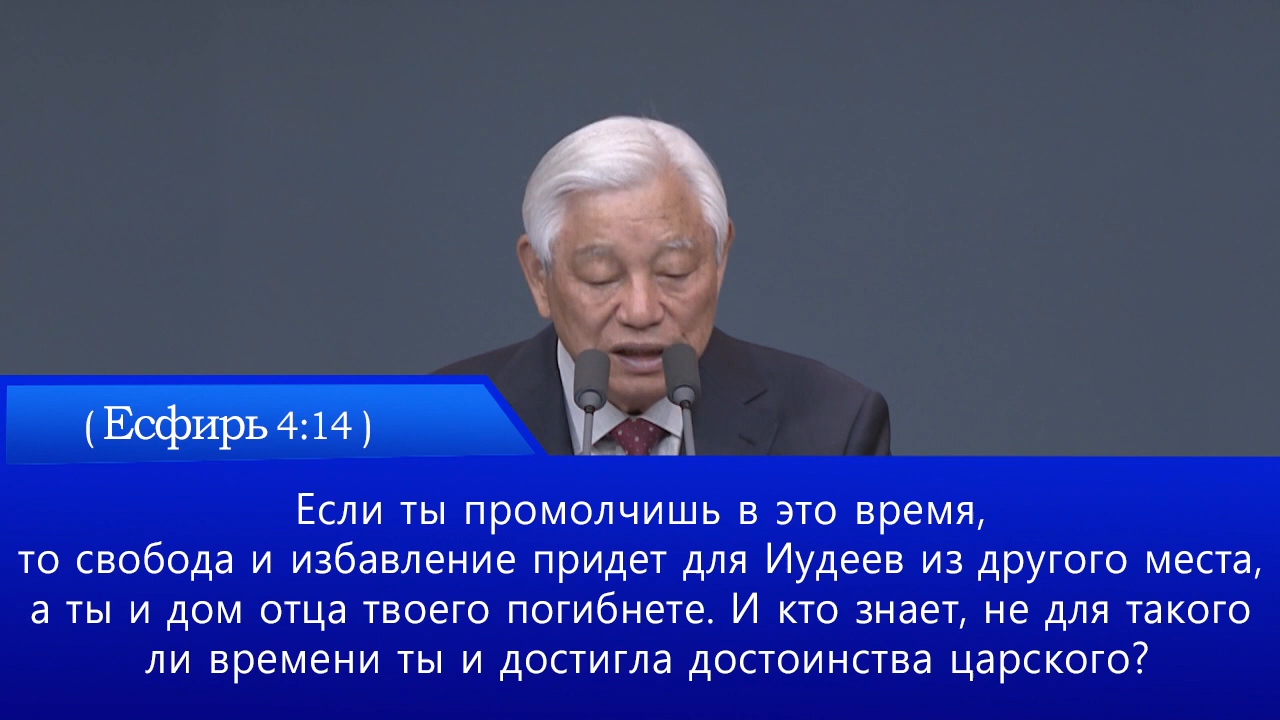 ( Есфирь 4:14 )
Если ты промолчишь в это время,
то свобода и избавление придет для Иудеев из другого места,
а ты и дом отца твоего погибнете. И кто знает, не для такого
ли времени ты и достигла достоинства царского?